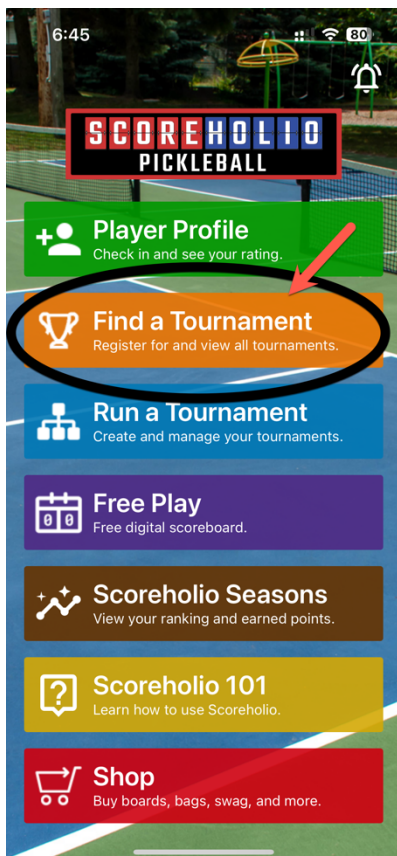 6:45
80
SCOREHOLIO
PICKLEBALL
Player Profile
Check in and see your rating.
Find a Tournament
Register for and view all tournaments.
Run a Tournament
Create and manage your tournaments.
Free Play
Free digital scoreboard.
Scoreholio Seasons
View your ranking and earned points.
Scoreholio 101
Learn how to use Scoreholio.
Shop
Buy boards, bags, swag, and more.